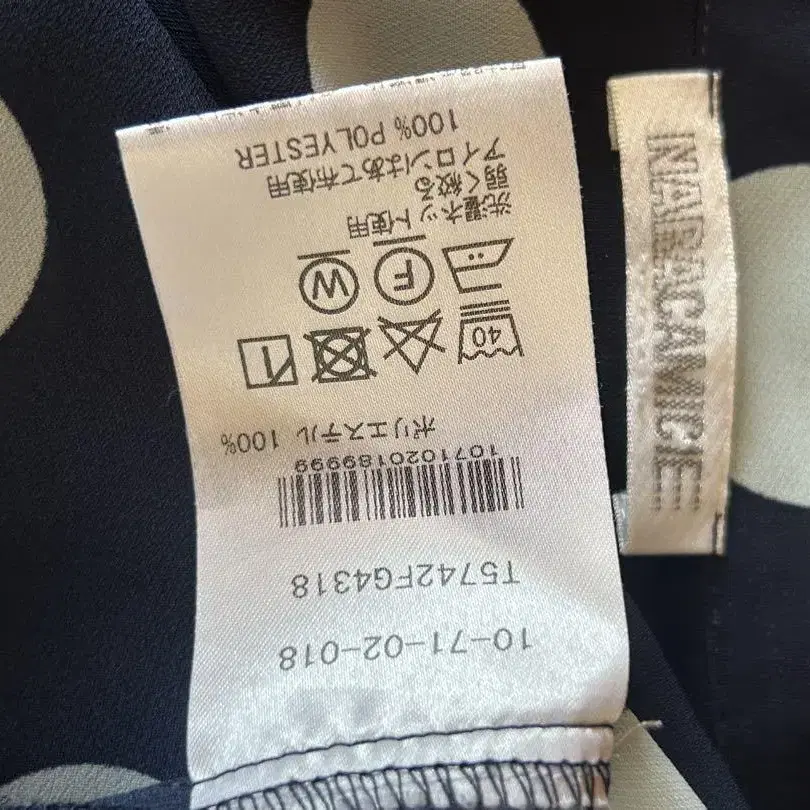 10-71-02-018
T5742FG4318
1071020189999
ポリエステル 100%
40
F W
洗濯ネット使用
弱く絞る
アイロンはあて布使用
100% POLYESTER
NARACAMICIE